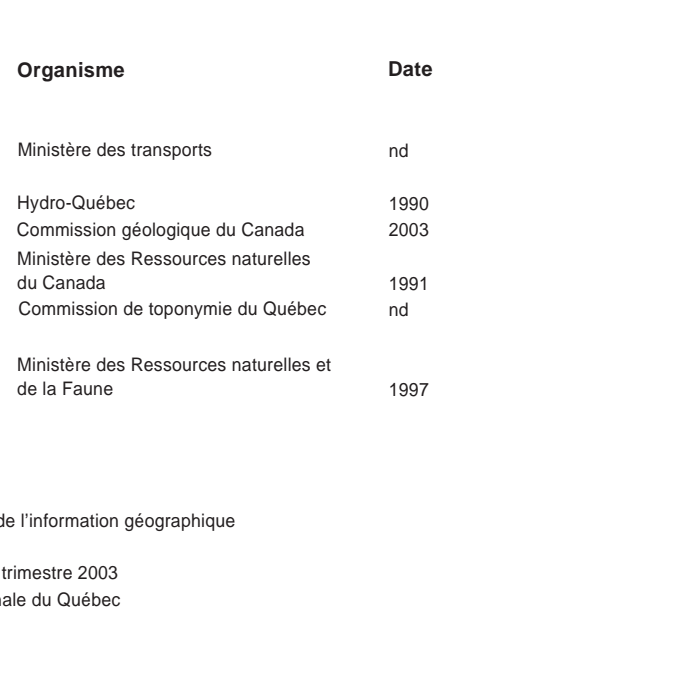 Organisme Date
Ministère des transports nd
Hydro-Québec 1990
Commission géologique du Canada 2003
Ministère des Ressources naturelles
du Canada 1991
Commission de toponymie du Québec nd
Ministère des Ressources naturelles et
de la Faune 1997
de l’information géographique
trimestre 2003
du Québec